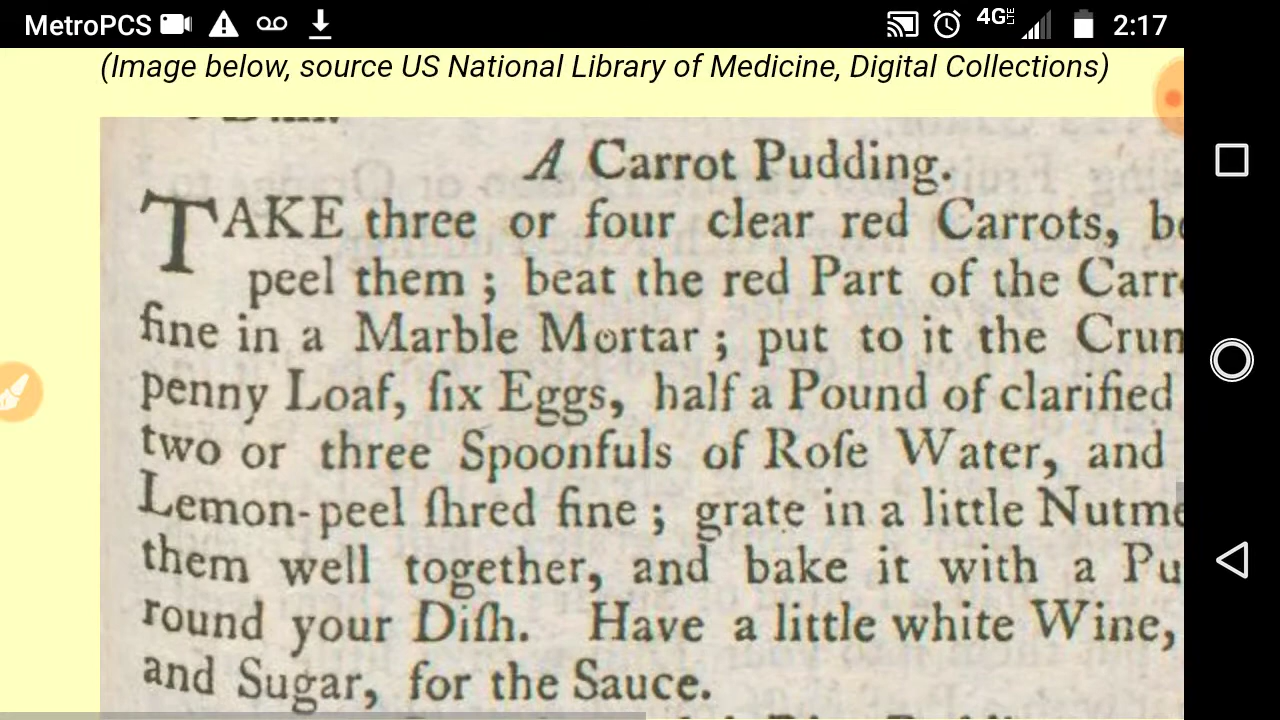 MetroPCS 4G LTE 2:17
(Image below, source US National Library of Medicine, Digital Collections)
A Carrot Pudding.
TAKE three or four clear red Carrots,
peel them ; beat the red Part of the
fine in a Marble Mortar ; put to it the
penny Loaf, ſix Eggs, half a Pound of clarified
two or three Spoonfuls of Roſe Water, and
Lemon-peel ſhred fine ; grate in a little
them well together, and bake it with a
round your Diſh. Have a little white Wine,
and Sugar, for the Sauce.